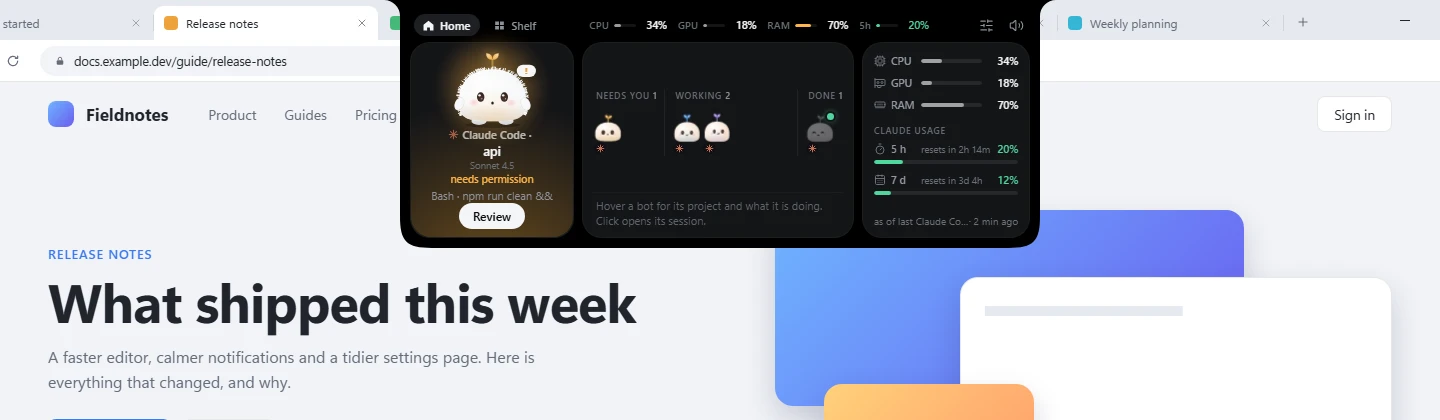 started
Release notes
Weekly planning
docs.example.dev/guide/release-notes
Home
Shelf
CPU 34% GPU 18% RAM 70% 5h 20%
!
Claude Code ·
api
Sonnet 4.5
needs permission
Bash · npm run clean &&
Review
NEEDS YOU 1
WORKING 2
DONE 1
Hover a bot for its project and what it is doing.
Click opens its session.
CPU 34%
GPU 18%
RAM 70%
CLAUDE USAGE
5 h resets in 2h 14m 20%
7 d resets in 3d 4h 12%
as of last Claude Co… · 2 min ago
Fieldnotes
Product
Guides
Pricing
Sign in
RELEASE NOTES
What shipped this week
A faster editor, calmer notifications and a tidier settings page. Here is
everything that changed, and why.